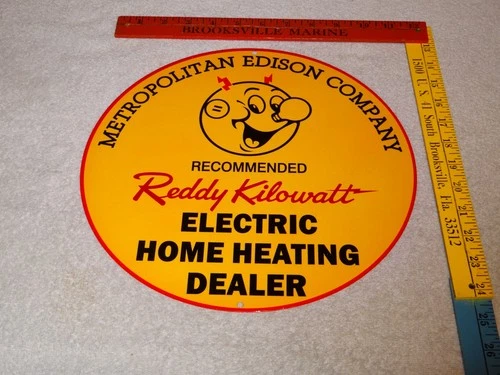 BROOKSVILLE MARINE
METROPOLITAN EDISON COMPANY
RECOMMENDED
Reddy Kilowatt
ELECTRIC
HOME HEATING
DEALER
1500 U. S. 41 South Brooksville, Fla. 33512